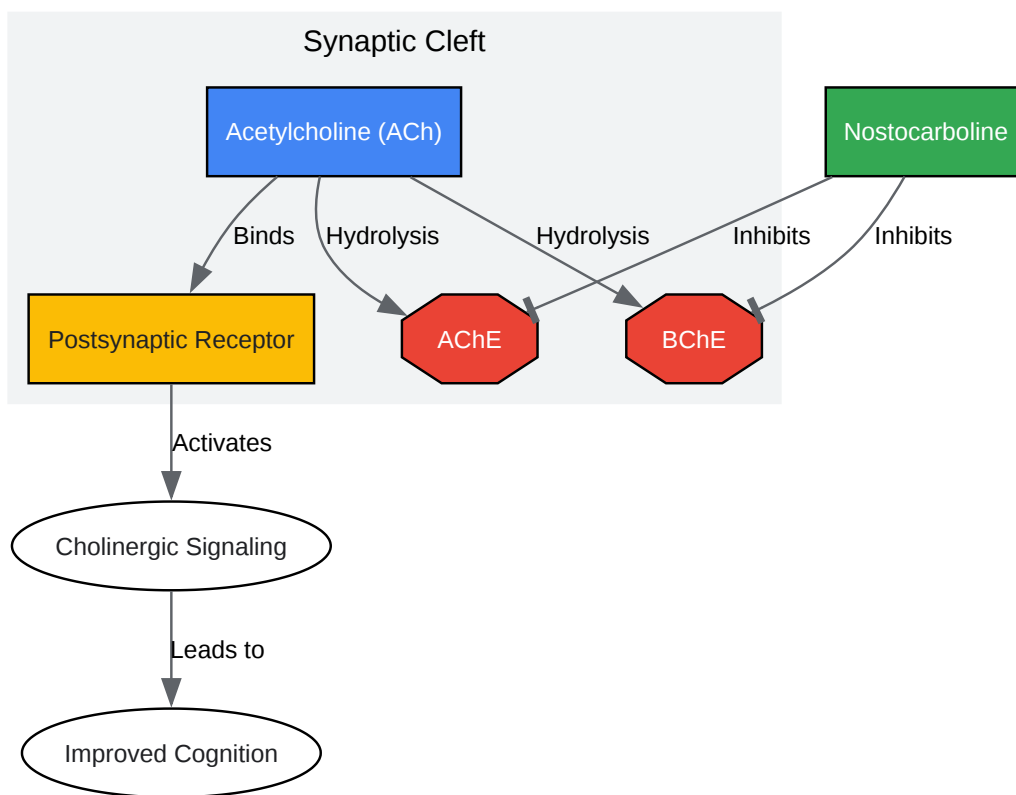 Synaptic Cleft
Acetylcholine (ACh)
Nostocarboline
Binds
Hydrolysis
Hydrolysis
Inhibits
Inhibits
Postsynaptic Receptor
AChE
BChE
Activates
Cholinergic Signaling
Leads to
Improved Cognition